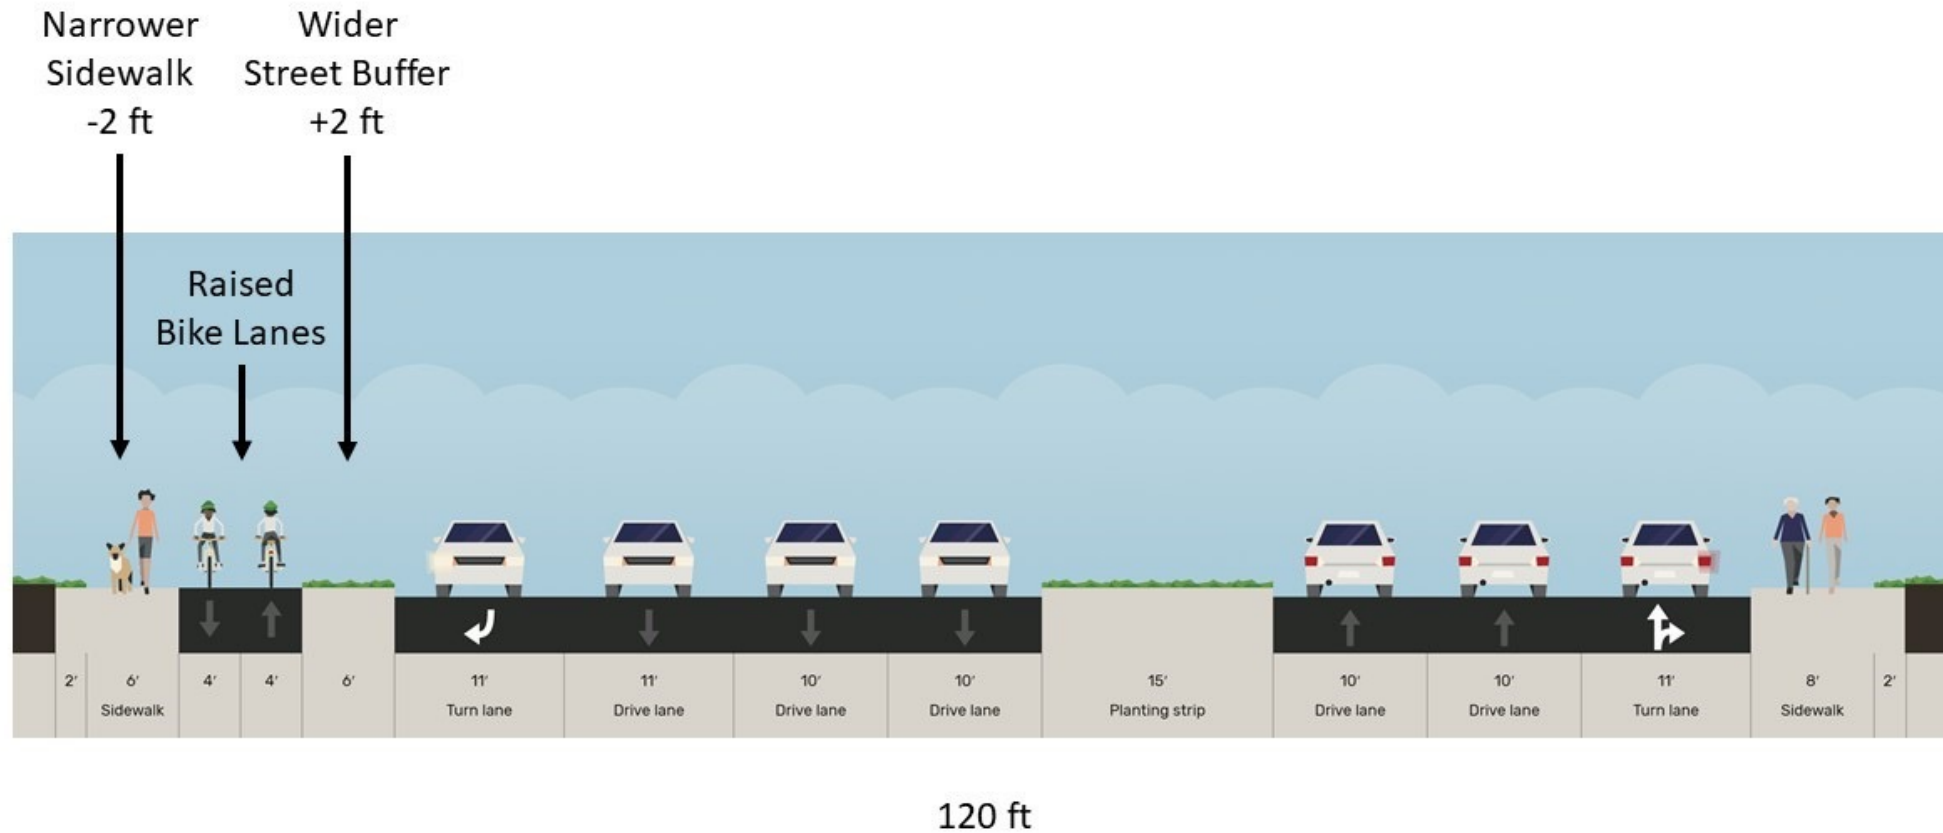 Narrower
Sidewalk
-2 ft
Wider
Street Buffer
+2 ft
Raised
Bike Lanes
2' 6' 4' 4' 6' 11' 11' 10' 10' 15' 10' 10' 11' 8' 2'
Sidewalk Turn lane Drive lane Drive lane Drive lane Planting strip Drive lane Drive lane Turn lane Sidewalk
120 ft